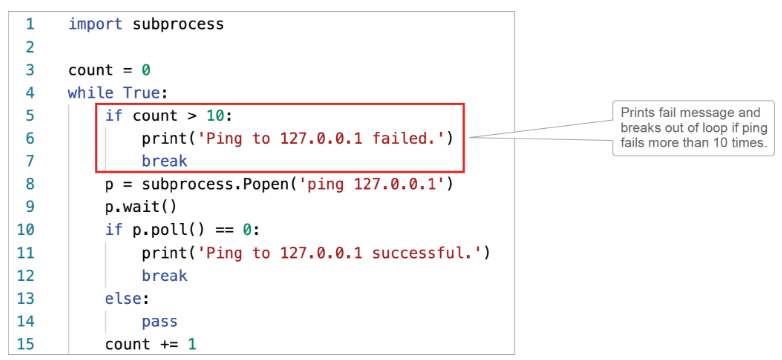 1 import subprocess
2
3 count = 0
4 while True:
5 if count > 10:
6 print('Ping to 127.0.0.1 failed.')
7 break
8 p = subprocess.Popen('ping 127.0.0.1')
9 p.wait()
10 if p.poll() == 0:
11 print('Ping to 127.0.0.1 successful.')
12 break
13 else:
14 pass
15 count += 1
Prints fail message and
breaks out of loop if ping
fails more than 10 times.